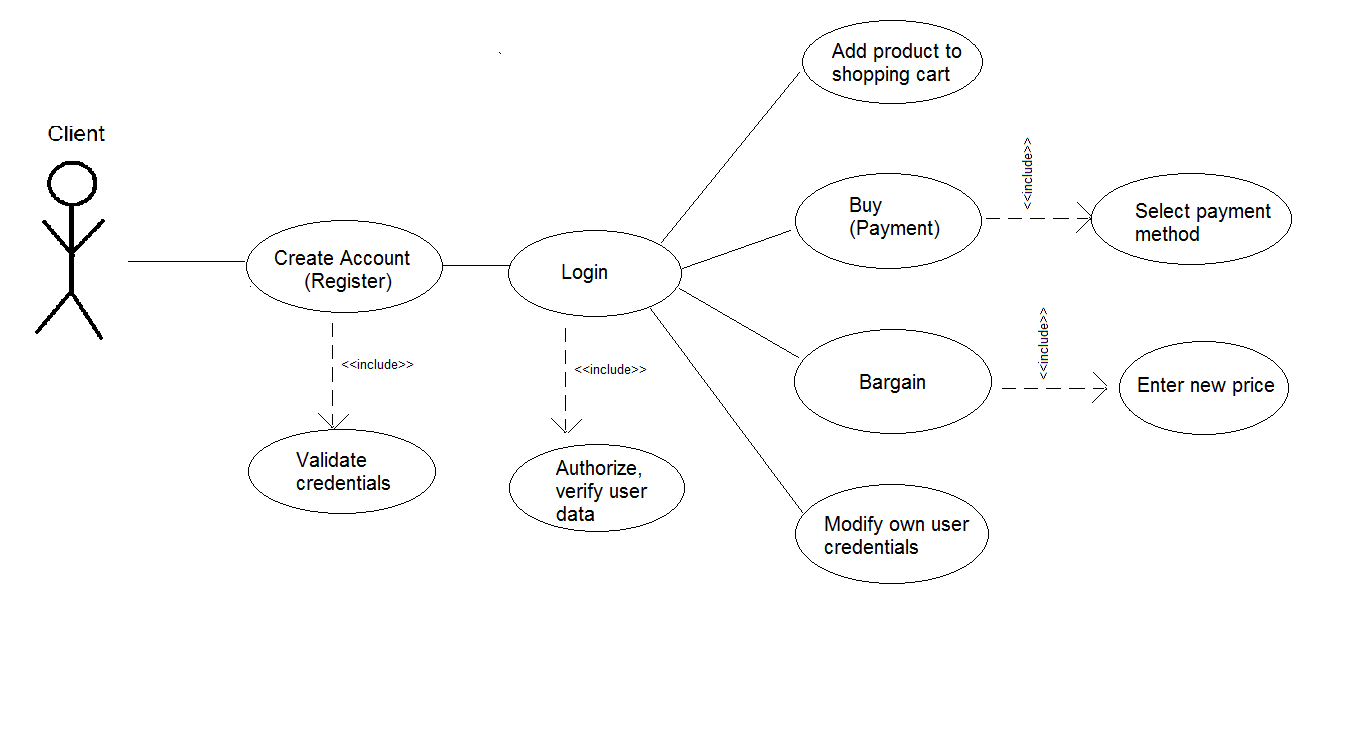 Client
Create Account
(Register)
<<include>>
Validate
credentials
Login
<<include>>
Authorize,
verify user
data
Add product to
shopping cart
Buy
(Payment)
<<include>>
Select payment
method
Bargain
<<include>>
Enter new price
Modify own user
credentials